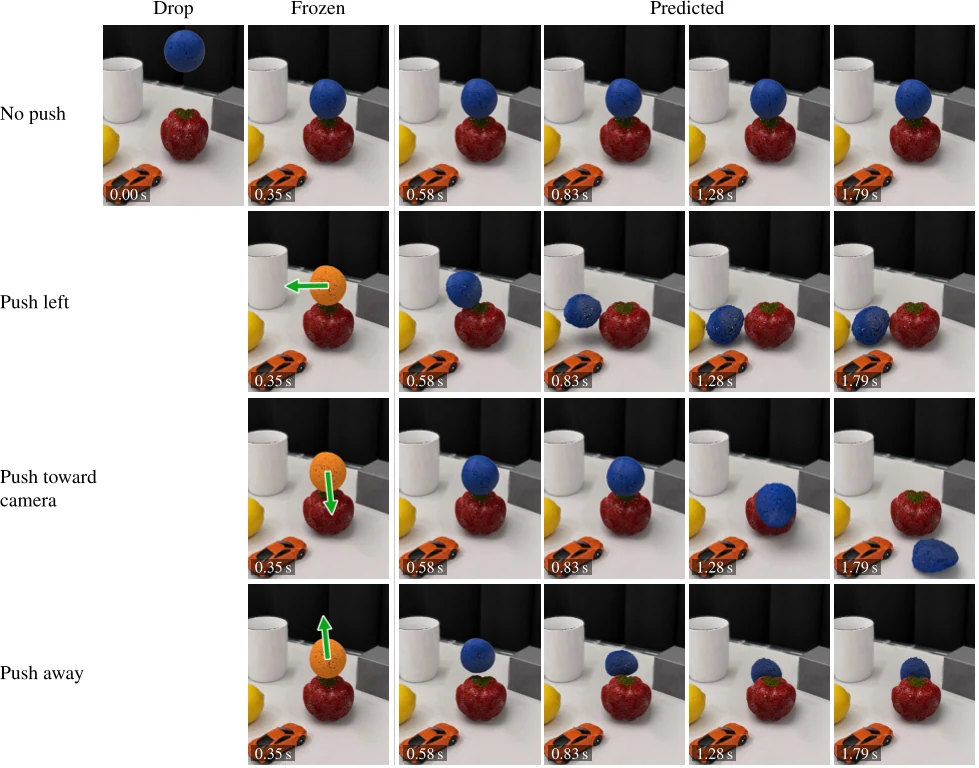 Drop Frozen Predicted
No push
0.00 s 0.35 s 0.58 s 0.83 s 1.28 s 1.79 s
Push left
0.35 s 0.58 s 0.83 s 1.28 s 1.79 s
Push toward
camera
0.35 s 0.58 s 0.83 s 1.28 s 1.79 s
Push away
0.35 s 0.58 s 0.83 s 1.28 s 1.79 s